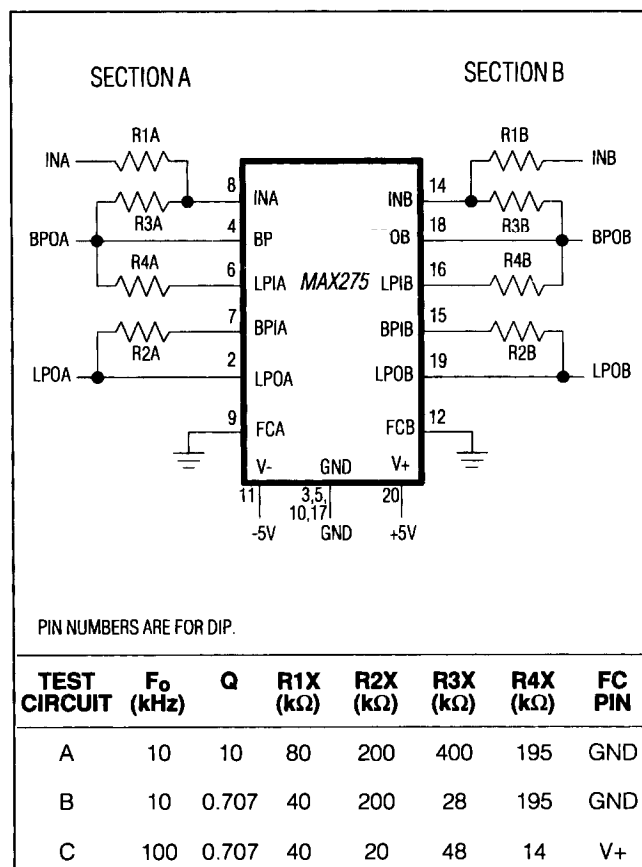 SECTION A
SECTION B
R1A
R1B
INA
INB
8
INA
INB
14
R3A
R3B
BPOA
4
BP
OB
18
BPOB
R4A
R4B
6
LPIA
MAX275
LPIB
16
7
BPIA
BPIB
15
R2A
R2B
LPOA
2
LPOA
LPOB
19
LPOB
9
FCA
FCB
12
V-
GND
V+
11
3,5,
10,17
20
-5V
GND
+5V
PIN NUMBERS ARE FOR DIP.
TEST CIRCUIT Fo (kHz) Q R1X (kΩ) R2X (kΩ) R3X (kΩ) R4X (kΩ) FC PIN
A 10 10 80 200 400 195 GND
B 10 0.707 40 200 28 195 GND
C 100 0.707 40 20 48 14 V+